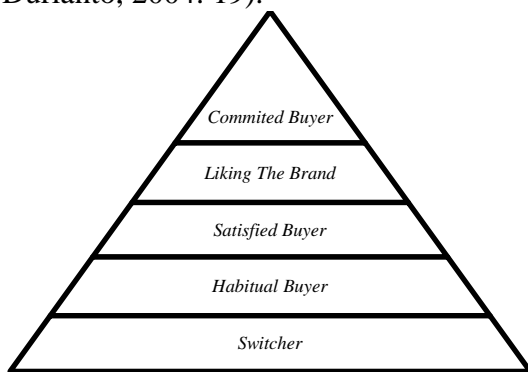 Durianto, 2004: 19).
Commited Buyer
Liking The Brand
Satisfied Buyer
Habitual Buyer
Switcher